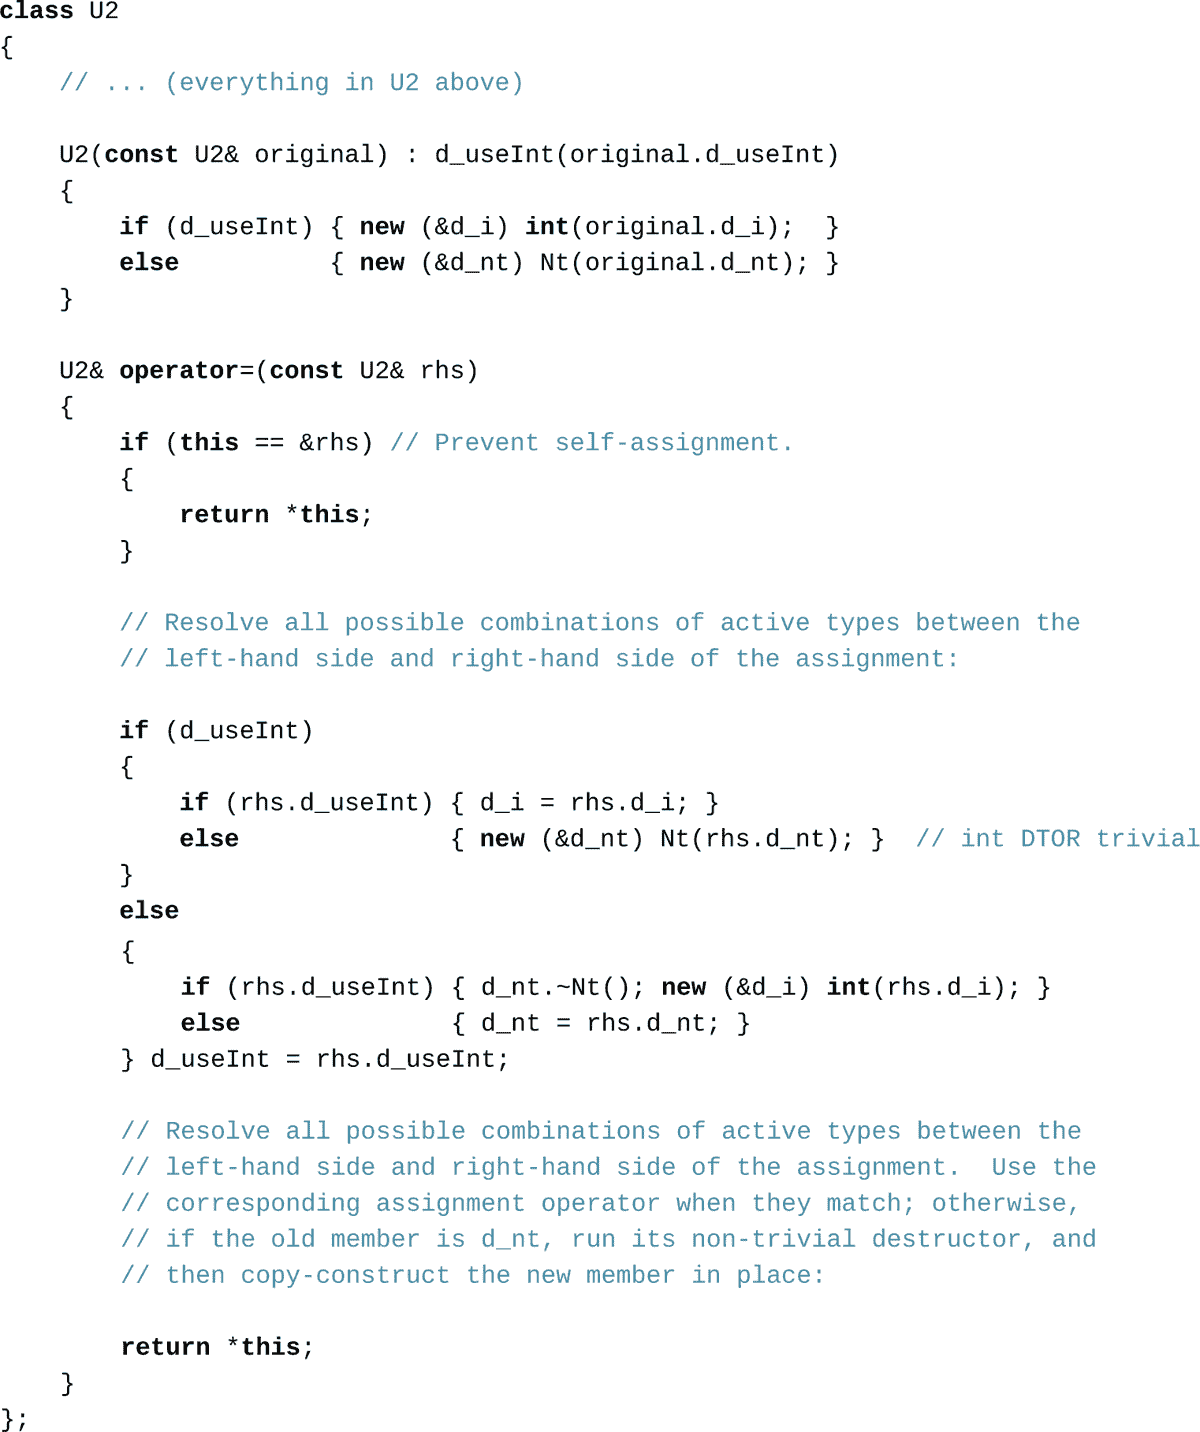 class U2
{
    // ... (everything in U2 above)

    U2(const U2& original) : d_useInt(original.d_useInt)
    {
        if (d_useInt) { new (&d_i) int(original.d_i);  }
        else          { new (&d_nt) Nt(original.d_nt); }
    }

    U2& operator=(const U2& rhs)
    {
        if (this == &rhs) // Prevent self-assignment.
        {
            return *this;
        }

        // Resolve all possible combinations of active types between the
        // left-hand side and right-hand side of the assignment:

        if (d_useInt)
        {
            if (rhs.d_useInt) { d_i = rhs.d_i; }
            else              { new (&d_nt) Nt(rhs.d_nt); }  // int DTOR trivial
        }
        else
        {
            if (rhs.d_useInt) { d_nt.~Nt(); new (&d_i) int(rhs.d_i); }
            else              { d_nt = rhs.d_nt; }
        } d_useInt = rhs.d_useInt;

        // Resolve all possible combinations of active types between the
        // left-hand side and right-hand side of the assignment.  Use the
        // corresponding assignment operator when they match; otherwise,
        // if the old member is d_nt, run its non-trivial destructor, and
        // then copy-construct the new member in place:

        return *this;
    }
};